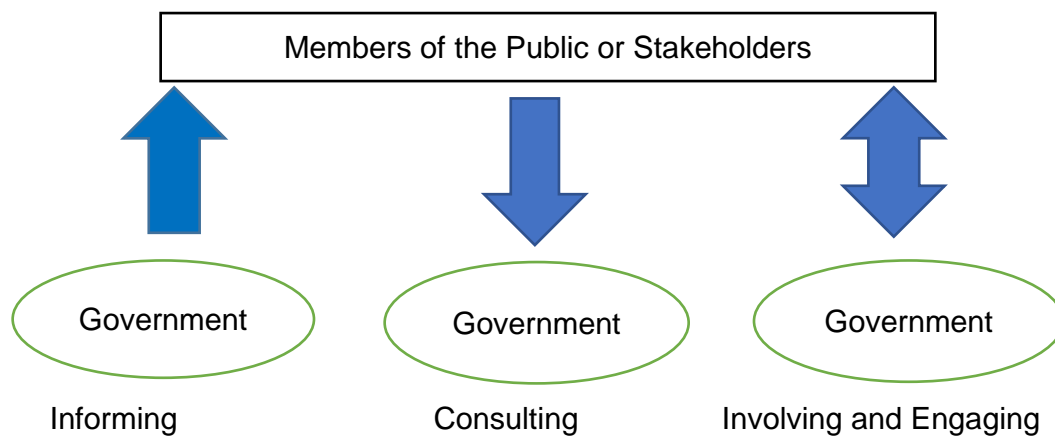 Members of the Public or Stakeholders
Government
Government
Government
Informing
Consulting
Involving and Engaging